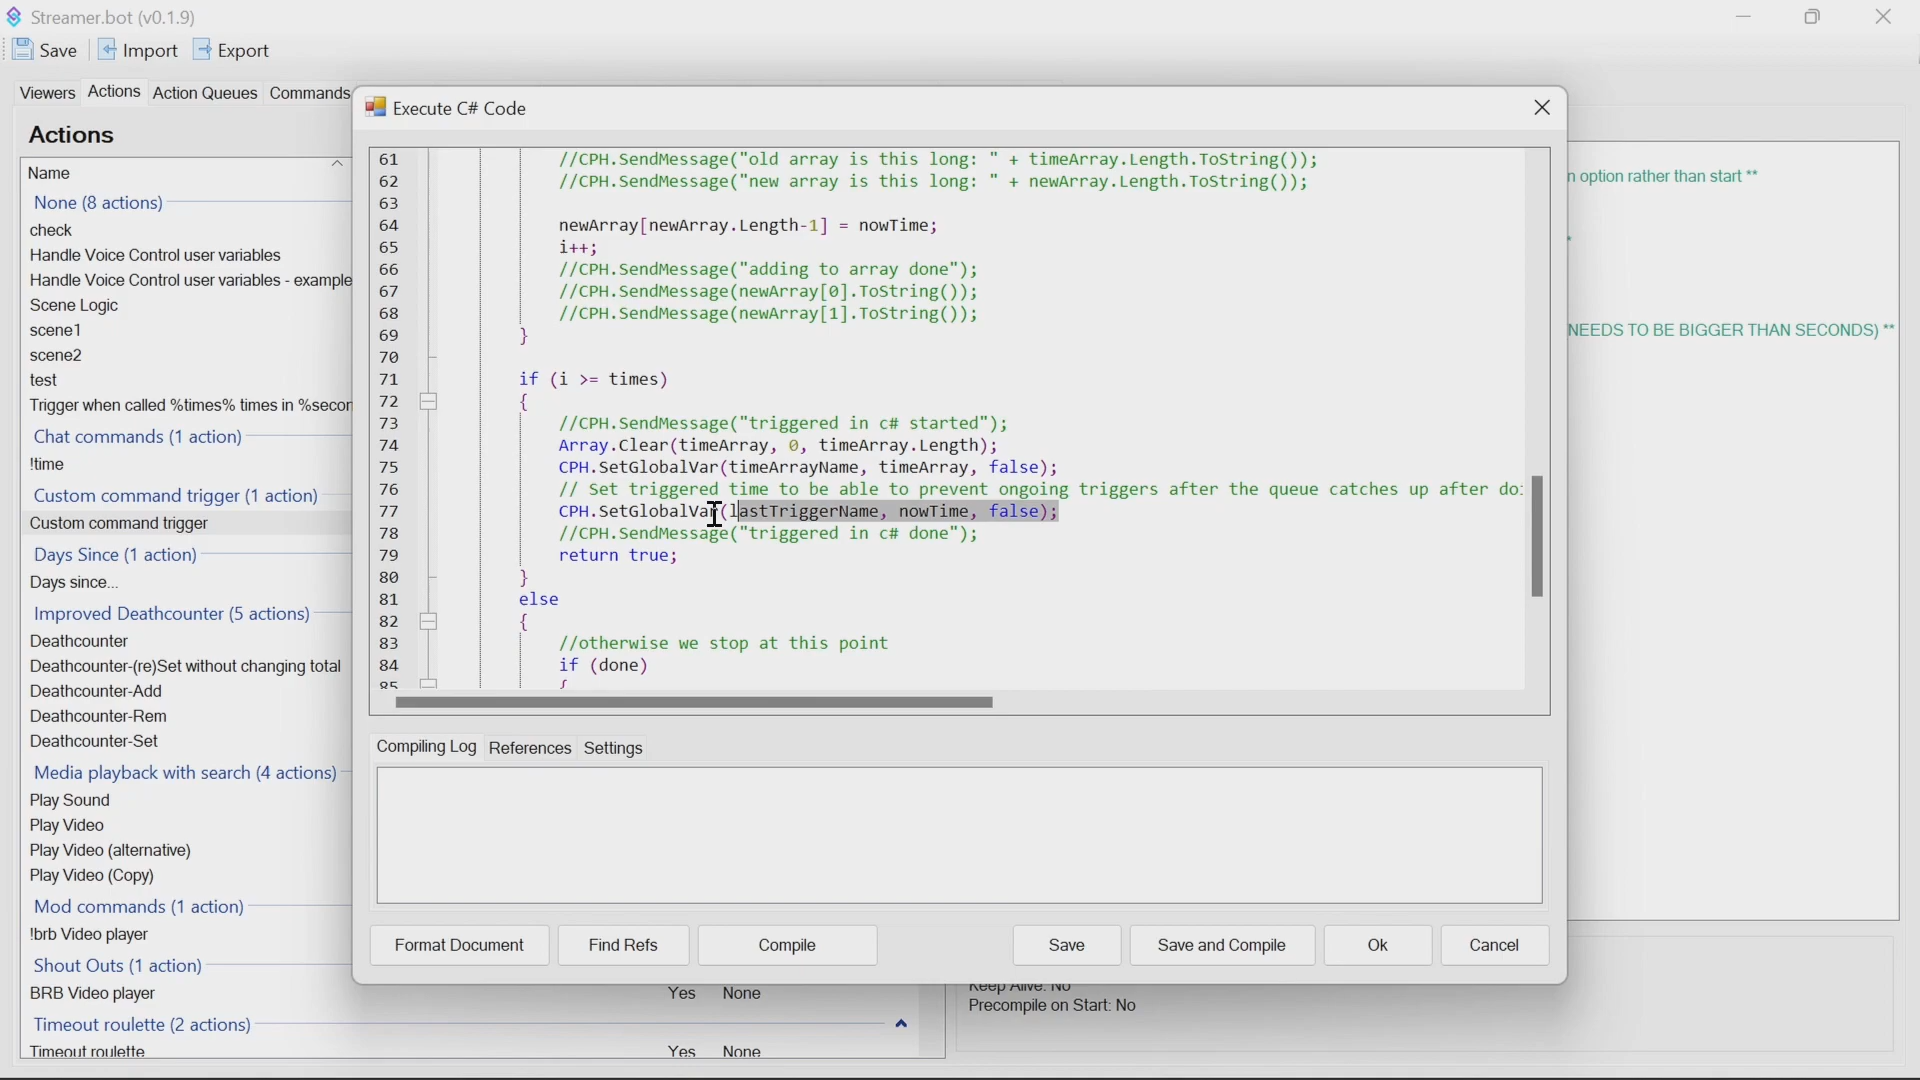 Streamer.bot (v0.1.9)
Save Import Export
Viewers Actions Action Queues Commands
Execute C# Code
Actions
Name
None (8 actions)
check
Handle Voice Control user variables
Handle Voice Control user variables - example
Scene Logic
scene1
scene2
test
Trigger when called %times% times in %secon
Chat commands (1 action)
!time
Custom command trigger (1 action)
Custom command trigger
Days Since (1 action)
Days since...
Improved Deathcounter (5 actions)
Deathcounter
Deathcounter-(re)Set without changing total
Deathcounter-Add
Deathcounter-Rem
Deathcounter-Set
Media playback with search (4 actions)
Play Sound
Play Video
Play Video (alternative)
Play Video (Copy)
Mod commands (1 action)
!brb Video player
Shout Outs (1 action)
BRB Video player Yes None
Timeout roulette (2 actions)
Timeout roulette Yes None
61 //CPH.SendMessage("old array is this long: " + timeArray.Length.ToString());
62 //CPH.SendMessage("new array is this long: " + newArray.Length.ToString());
63
64 newArray[newArray.Length-1] = nowTime;
65 i++;
66 //CPH.SendMessage("adding to array done");
67 //CPH.SendMessage(newArray[0].ToString());
68 //CPH.SendMessage(newArray[1].ToString());
69 }
70
71 if (i >= times)
72 {
73 //CPH.SendMessage("triggered in c# started");
74 Array.Clear(timeArray, 0, timeArray.Length);
75 CPH.SetGlobalVar(timeArrayName, timeArray, false);
76 // Set triggered time to be able to prevent ongoing triggers after the queue catches up after doi
77 CPH.SetGlobalVar(lastTriggerName, nowTime, false);
78 //CPH.SendMessage("triggered in c# done");
79 return true;
80 }
81 else
82 {
83 //otherwise we stop at this point
84 if (done)
85 {
Compiling Log References Settings
Format Document Find Refs Compile Save Save and Compile Ok Cancel
n option rather than start **
*
NEEDS TO BE BIGGER THAN SECONDS) **
Keep Alive: No
Precompile on Start: No